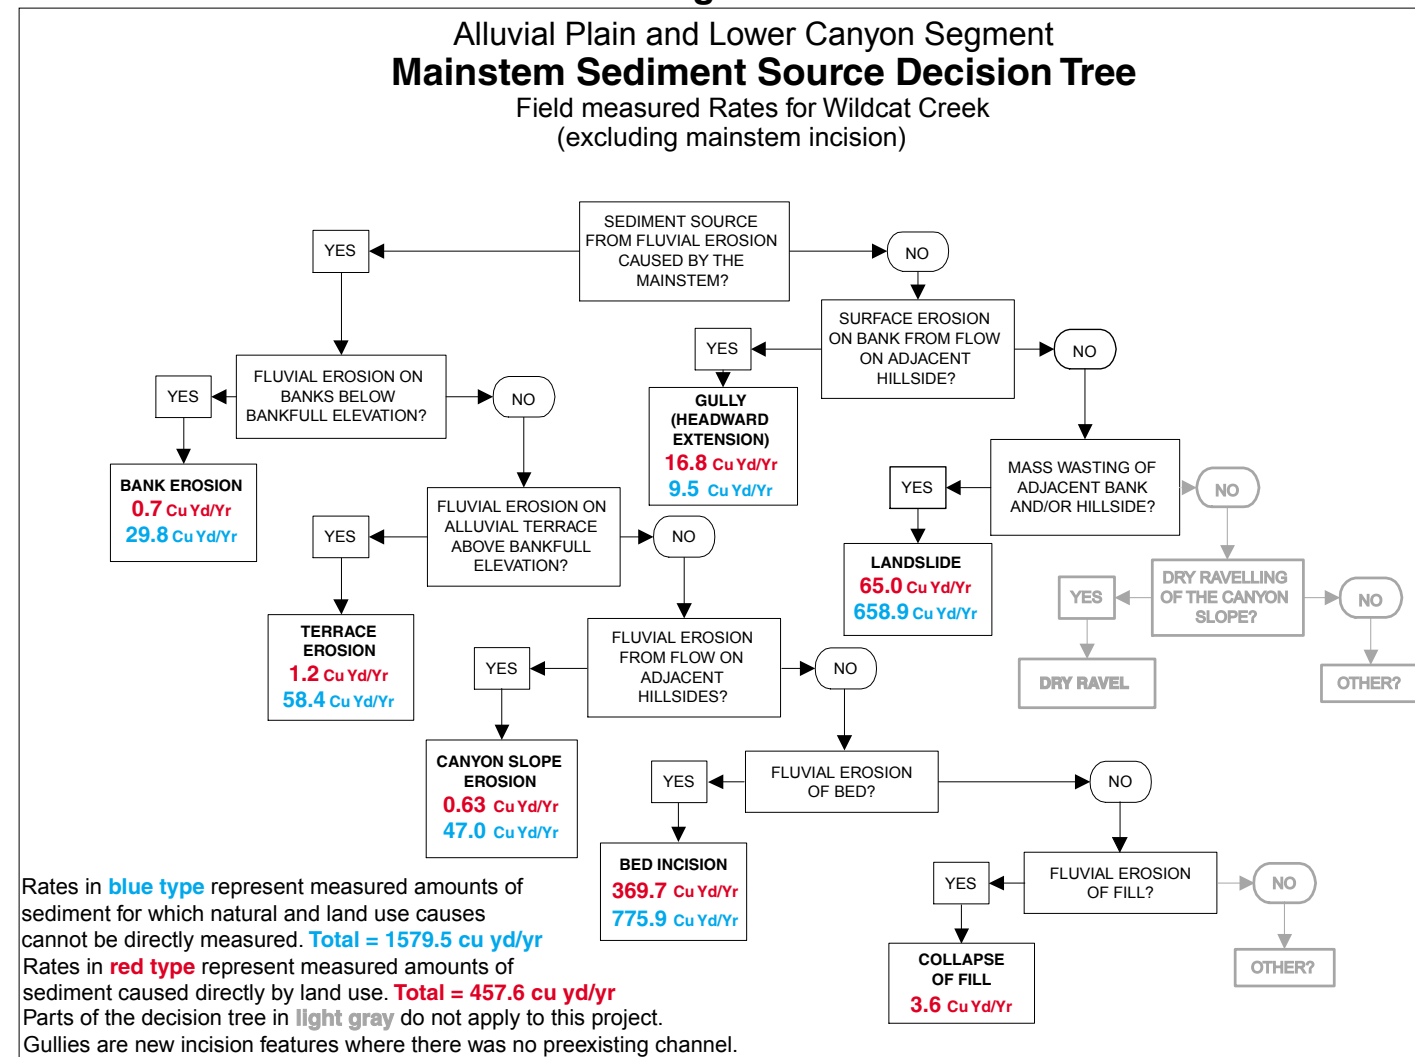 Alluvial Plain and Lower Canyon Segment
Mainstem Sediment Source Decision Tree
Field measured Rates for Wildcat Creek
(excluding mainstem incision)
SEDIMENT SOURCE
FROM FLUVIAL EROSION
CAUSED BY THE
MAINSTEM?
YES
NO
SURFACE EROSION
ON BANK FROM FLOW
ON ADJACENT
HILLSIDE?
YES
NO
FLUVIAL EROSION ON
BANKS BELOW
BANKFULL ELEVATION?
YES
NO
GULLY
(HEADWARD
EXTENSION)
16.8 Cu Yd/Yr
9.5 Cu Yd/Yr
MASS WASTING OF
ADJACENT BANK
AND/OR HILLSIDE?
YES
NO
BANK EROSION
0.7 Cu Yd/Yr
29.8 Cu Yd/Yr
FLUVIAL EROSION ON
ALLUVIAL TERRACE
ABOVE BANKFULL
ELEVATION?
YES
NO
LANDSLIDE
65.0 Cu Yd/Yr
658.9 Cu Yd/Yr
DRY RAVELLING
OF THE CANYON
SLOPE?
YES
NO
TERRACE
EROSION
1.2 Cu Yd/Yr
58.4 Cu Yd/Yr
FLUVIAL EROSION
FROM FLOW ON
ADJACENT
HILLSIDES?
YES
NO
DRY RAVEL
OTHER?
CANYON SLOPE
EROSION
0.63 Cu Yd/Yr
47.0 Cu Yd/Yr
FLUVIAL EROSION
OF BED?
YES
NO
BED INCISION
369.7 Cu Yd/Yr
775.9 Cu Yd/Yr
FLUVIAL EROSION
OF FILL?
YES
NO
COLLAPSE
OF FILL
3.6 Cu Yd/Yr
OTHER?
Rates in blue type represent measured amounts of
sediment for which natural and land use causes
cannot be directly measured. Total = 1579.5 cu yd/yr
Rates in red type represent measured amounts of
sediment caused directly by land use. Total = 457.6 cu yd/yr
Parts of the decision tree in light gray do not apply to this project.
Gullies are new incision features where there was no preexisting channel.